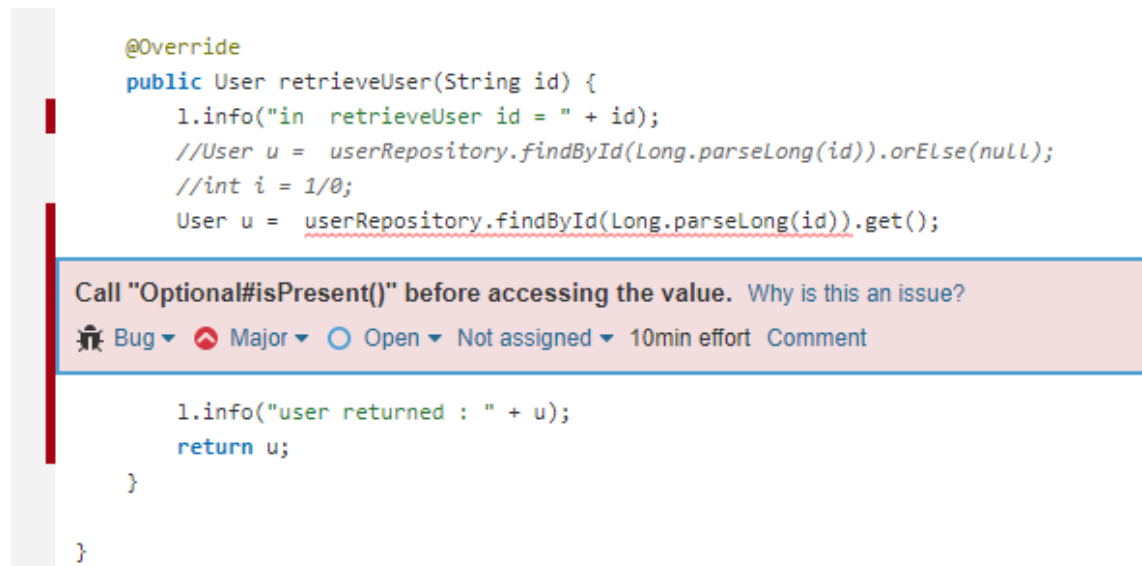 @Override
public User retrieveUser(String id) {
l.info("in  retrieveUser id = " + id);
//User u =  userRepository.findById(Long.parseLong(id)).orElse(null);
//int i = 1/0;
User u =  userRepository.findById(Long.parseLong(id)).get();
Call "Optional#isPresent()" before accessing the value. Why is this an issue?
Bug Major Open Not assigned 10min effort Comment
l.info("user returned : " + u);
return u;
}
}